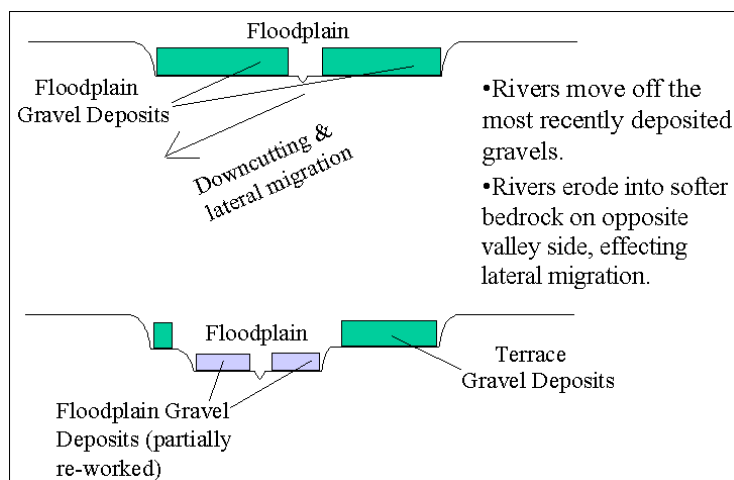 Floodplain
Floodplain
Gravel Deposits
Downcutting &
lateral migration
•Rivers move off the
most recently deposited
gravels.
•Rivers erode into softer
bedrock on opposite
valley side, effecting
lateral migration.
Floodplain
Terrace
Gravel Deposits
Floodplain Gravel
Deposits (partially
re-worked)